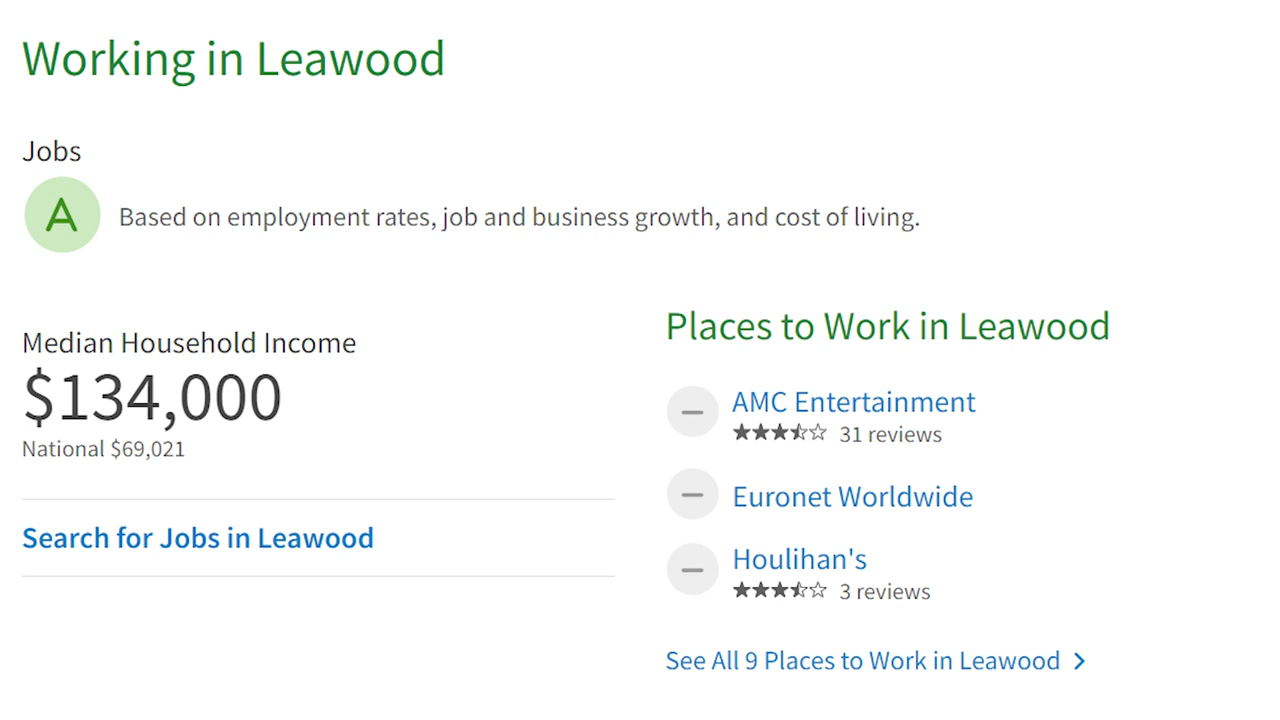 Working in Leawood
Jobs
A
Based on employment rates, job and business growth, and cost of living.
Median Household Income
$134,000
National $69,021
Search for Jobs in Leawood
Places to Work in Leawood
AMC Entertainment
31 reviews
Euronet Worldwide
Houlihan's
3 reviews
See All 9 Places to Work in Leawood